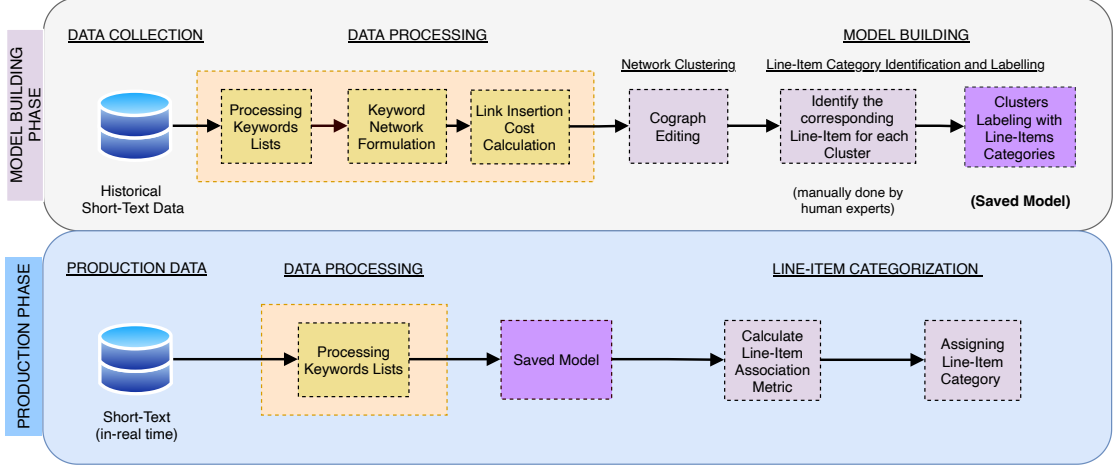 MODEL BUILDING
PHASE
DATA COLLECTION
DATA PROCESSING
MODEL BUILDING
Network Clustering
Line-Item Category Identification and Labelling
Historical
Short-Text Data
Processing
Keywords
Lists
Keyword
Network
Formulation
Link Insertion
Cost
Calculation
Cograph
Editing
Identify the
corresponding
Line-Item for each
Cluster
(manually done by
human experts)
Clusters
Labeling with
Line-Items
Categories
(Saved Model)
PRODUCTION PHASE
PRODUCTION DATA
DATA PROCESSING
LINE-ITEM CATEGORIZATION
Short-Text
(in-real time)
Processing
Keywords Lists
Saved Model
Calculate
Line-Item
Association
Metric
Assigning
Line-Item
Category